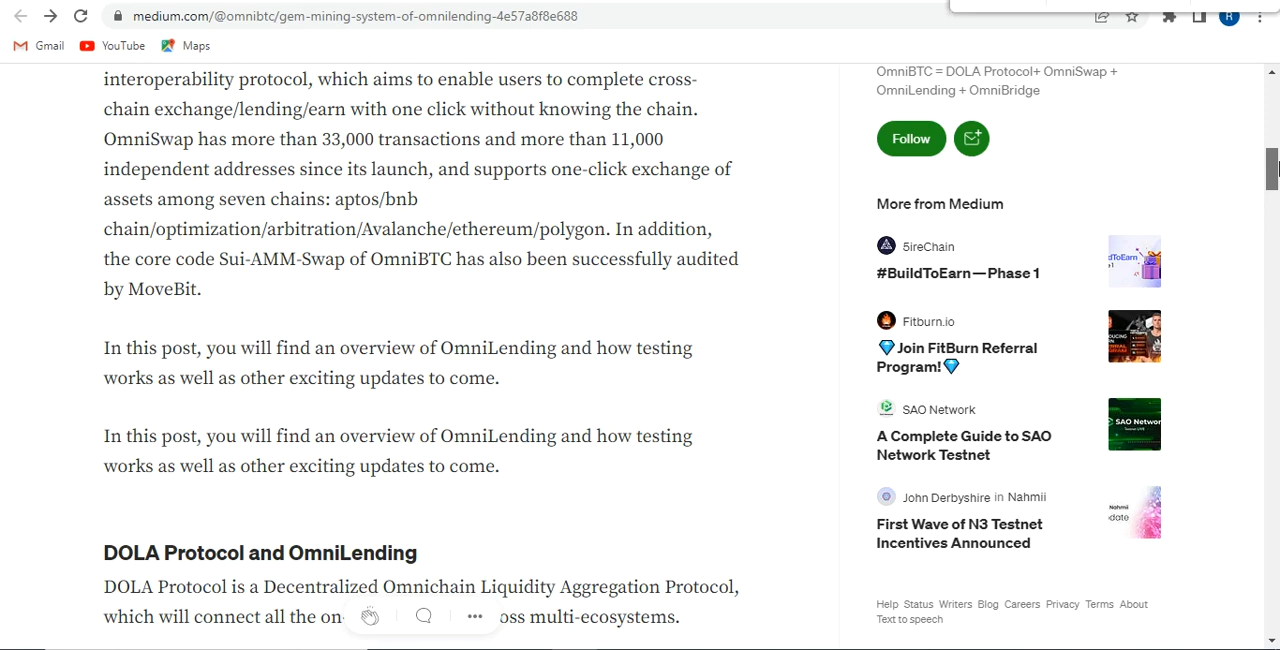 medium.com/@omnibtc/gem-mining-system-of-omnilending-4e57a8f8e688
R
Gmail YouTube Maps
interoperability protocol, which aims to enable users to complete cross-
chain exchange/lending/earn with one click without knowing the chain.
OmniSwap has more than 33,000 transactions and more than 11,000
independent addresses since its launch, and supports one-click exchange of
assets among seven chains: aptos/bnb
chain/optimization/arbitration/Avalanche/ethereum/polygon. In addition,
the core code Sui-AMM-Swap of OmniBTC has also been successfully audited
by MoveBit.
In this post, you will find an overview of OmniLending and how testing
works as well as other exciting updates to come.
In this post, you will find an overview of OmniLending and how testing
works as well as other exciting updates to come.
DOLA Protocol and OmniLending
DOLA Protocol is a Decentralized Omnichain Liquidity Aggregation Protocol,
which will connect all the on- oss multi-ecosystems.
OmniBTC = DOLA Protocol+ OmniSwap +
OmniLending + OmniBridge
Follow
More from Medium
5ireChain
#BuildToEarn — Phase 1
dToEarn
Fitburn.io
💎Join FitBurn Referral
Program!💎
SAO Network
A Complete Guide to SAO
Network Testnet
SAO Networ
John Derbyshire in Nahmii
First Wave of N3 Testnet
Incentives Announced
Nahmii
date
Help Status Writers Blog Careers Privacy Terms About
Text to speech